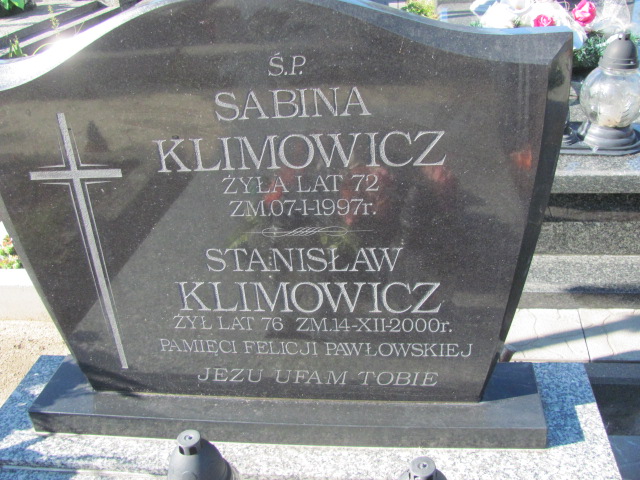 Ś.P.
SABINA
KLIMOWICZ
ŻYŁA LAT 72
ZM.07-I-1997r.
STANISŁAW
KLIMOWICZ
ŻYŁ LAT 76 ZM.14-XII-2000r.
PAMIĘCI FELICJI PAWŁOWSKIEJ
JEZU UFAM TOBIE